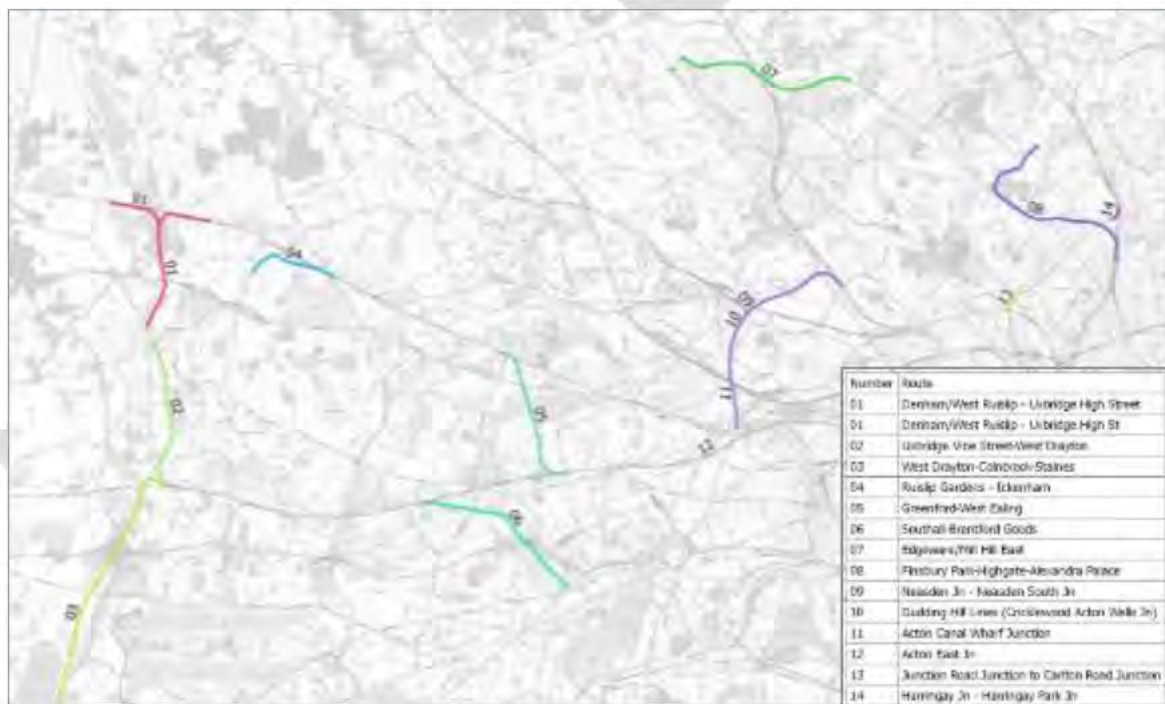 07
01
08
14
04
01
13
09
10
11
02
05
12
06
03
Number Route
01 Denham/West Ruislip - Uxbridge High Street
01 Denham/West Ruislip - Uxbridge High St
02 Uxbridge Vine Street-West Drayton
03 West Drayton-Colnbrook-Staines
04 Ruislip Gardens - Ickenham
05 Greenford-West Ealing
06 Southall-Brentford Goods
07 Edgware/Mill Hill East
08 Finsbury Park-Highgate-Alexandra Palace
09 Neasden Jn - Neasden South Jn
10 Dudding Hill Lines (Cricklewood Acton Wells Jn)
11 Acton Canal Wharf Junction
12 Acton East Jn
13 Junction Road Junction to Carlton Road Junction
14 Harringay Jn - Harringay Park Jn